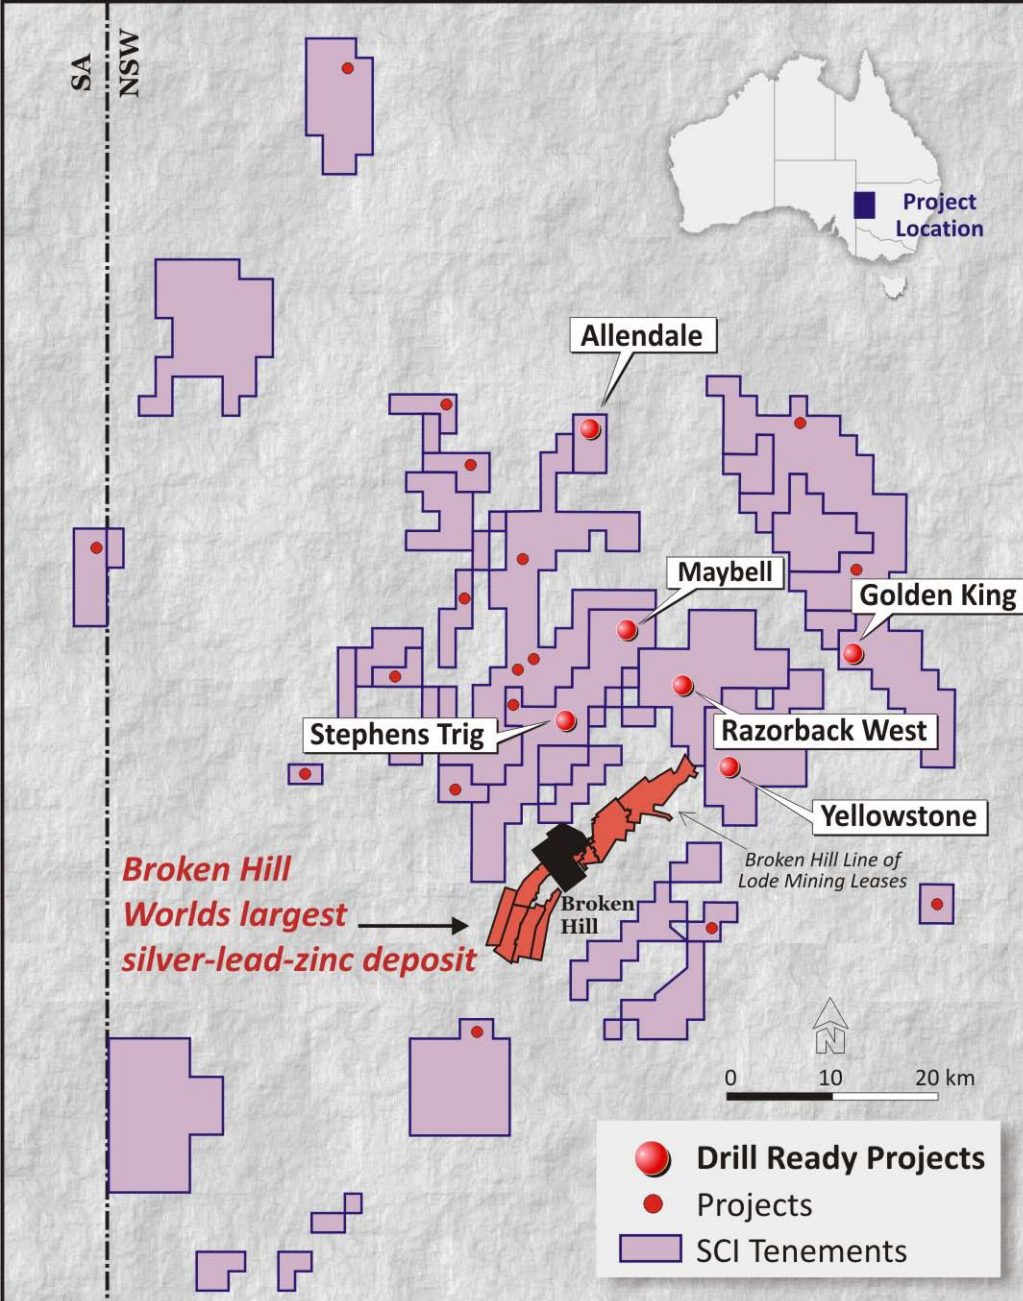 SA
NSW
Project
Location
Allendale
Maybell
Golden King
Stephens Trig
Razorback West
Yellowstone
Broken Hill Line of
Lode Mining Leases
Broken Hill
Worlds largest
silver-lead-zinc deposit
Broken
Hill
N
0 10 20 km
Drill Ready Projects
Projects
SCI Tenements